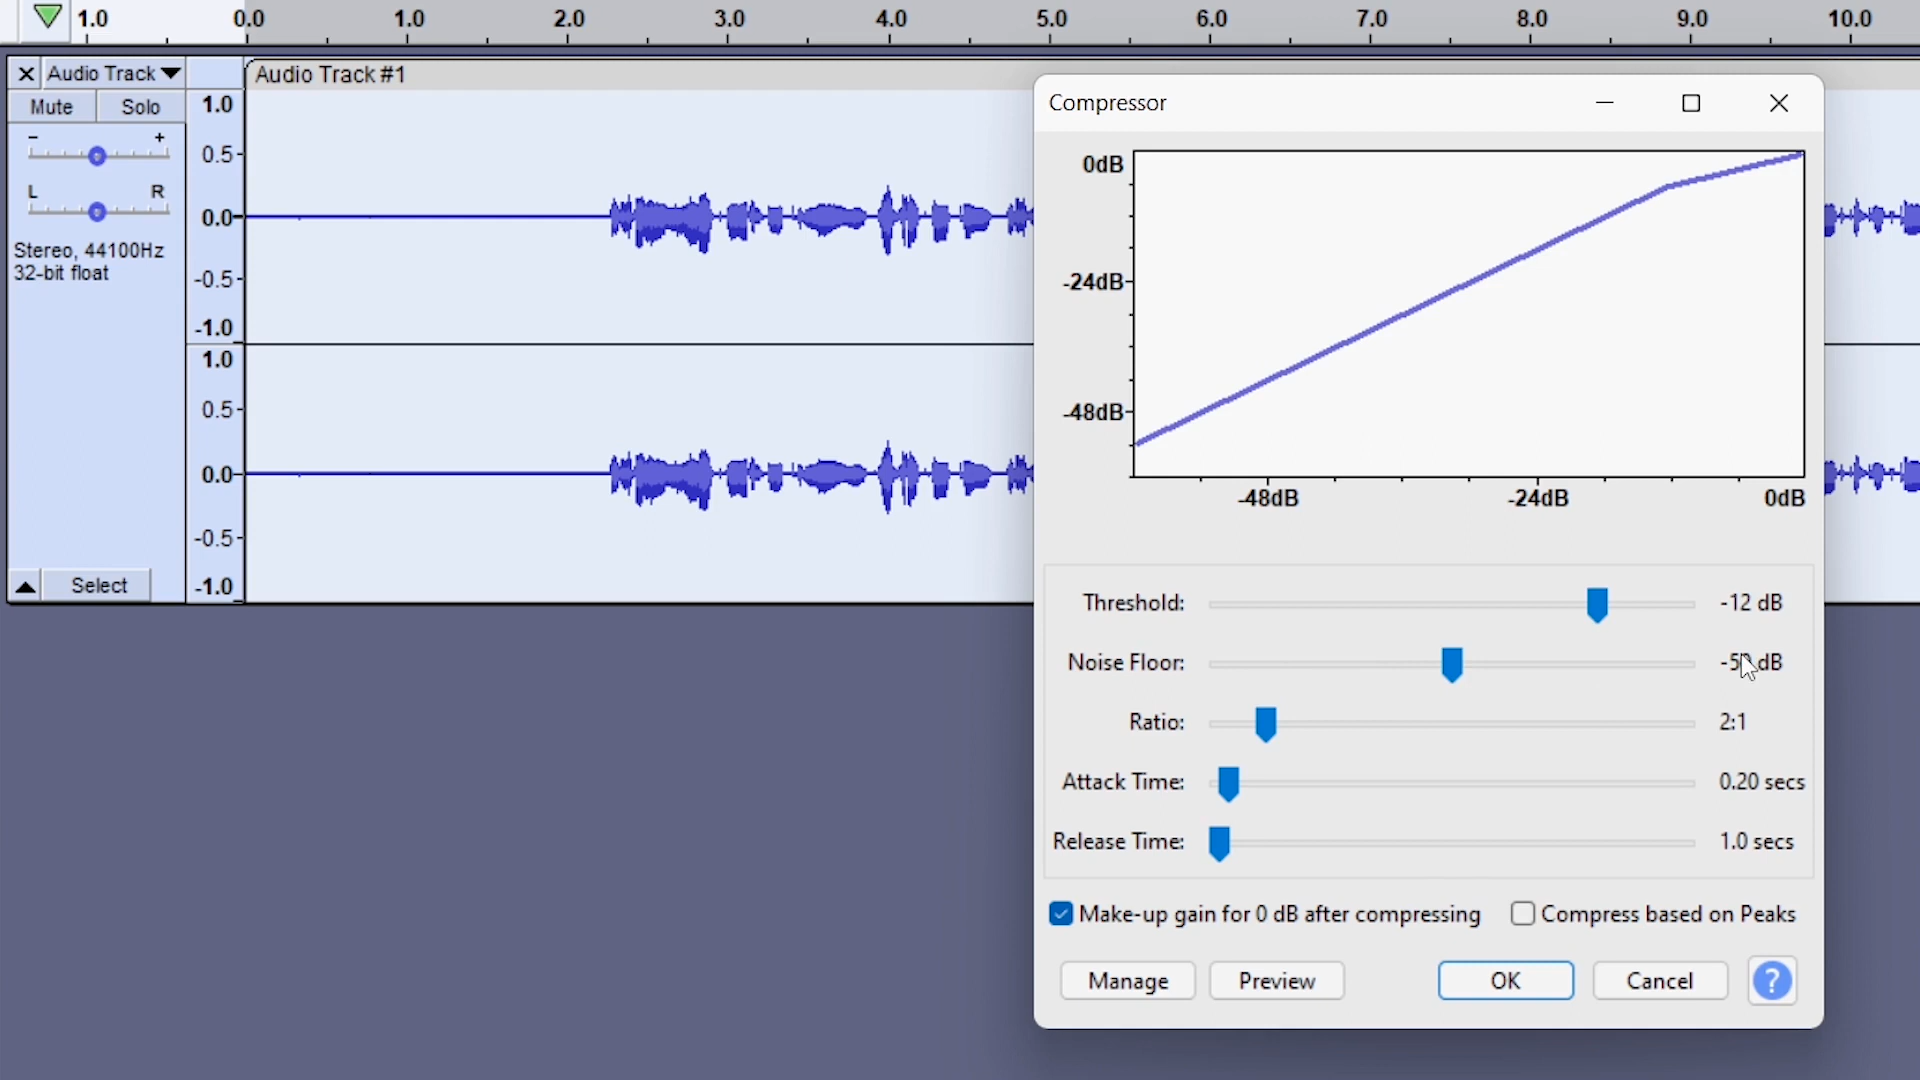 1.0 0.0 1.0 2.0 3.0 4.0 5.0 6.0 7.0 8.0 9.0 10.0
Audio Track
Audio Track #1
Mute Solo
- +
L R
Stereo, 44100Hz
32-bit float
Select
1.0
0.5
0.0
-0.5
-1.0
1.0
0.5
0.0
-0.5
-1.0
Compressor
0dB
-24dB
-48dB
-48dB -24dB 0dB
Threshold: -12 dB
Noise Floor: dB
Ratio: 2:1
Attack Time: 0.20 secs
Release Time: 1.0 secs
Make-up gain for 0 dB after compressing Compress based on Peaks
Manage Preview OK Cancel ?